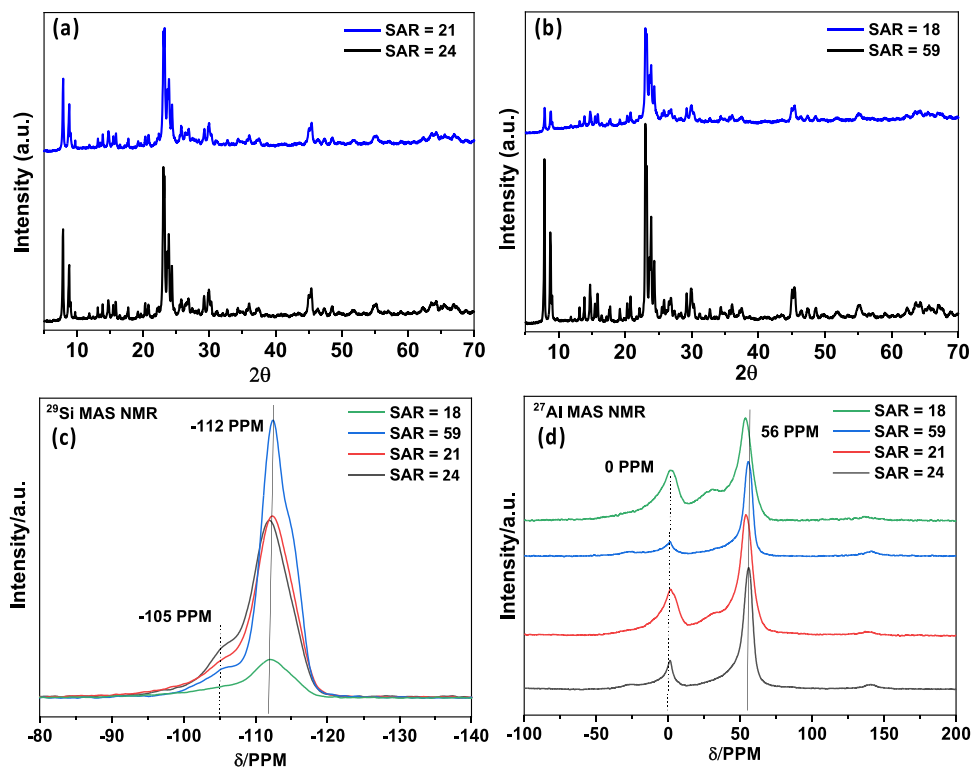 (a)
SAR = 21
SAR = 24
Intensity (a.u.)
10 20 30 40 50 60 70
2θ
(b)
SAR = 18
SAR = 59
Intensity (a.u.)
10 20 30 40 50 60 70
2θ
²⁹Si MAS NMR
(c)
-112 PPM
SAR = 18
SAR = 59
SAR = 21
SAR = 24
-105 PPM
Intensity/a.u.
-80 -90 -100 -110 -120 -130 -140
δ/PPM
²⁷Al MAS NMR
(d)
SAR = 18
SAR = 59
SAR = 21
SAR = 24
56 PPM
0 PPM
Intensity/a.u.
-100 -50 0 50 100 150 200
δ/PPM